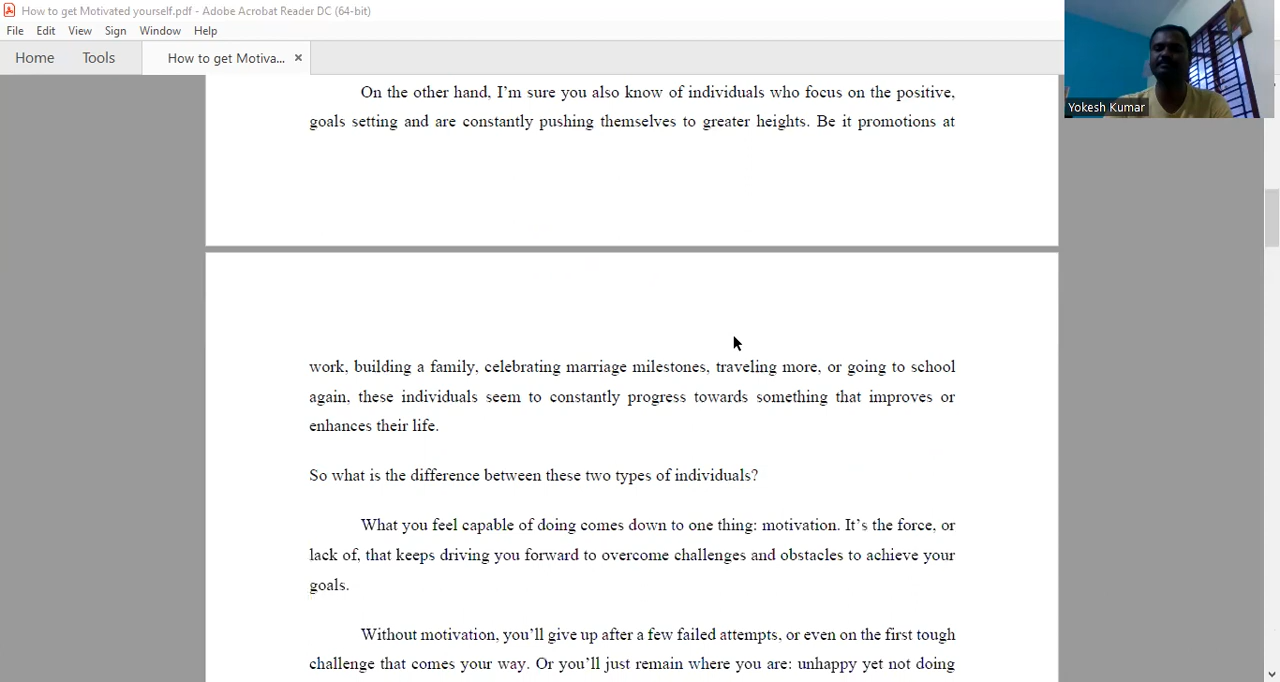 How to get Motivated yourself.pdf - Adobe Acrobat Reader DC (64-bit)
File Edit View Sign Window Help
Home Tools How to get Motiva... ×
Yokesh Kumar
On the other hand, I’m sure you also know of individuals who focus on the positive,
goals setting and are constantly pushing themselves to greater heights. Be it promotions at
work, building a family, celebrating marriage milestones, traveling more, or going to school
again, these individuals seem to constantly progress towards something that improves or
enhances their life.
So what is the difference between these two types of individuals?
What you feel capable of doing comes down to one thing: motivation. It’s the force, or
lack of, that keeps driving you forward to overcome challenges and obstacles to achieve your
goals.
Without motivation, you’ll give up after a few failed attempts, or even on the first tough
challenge that comes your way. Or you’ll just remain where you are: unhappy yet not doing